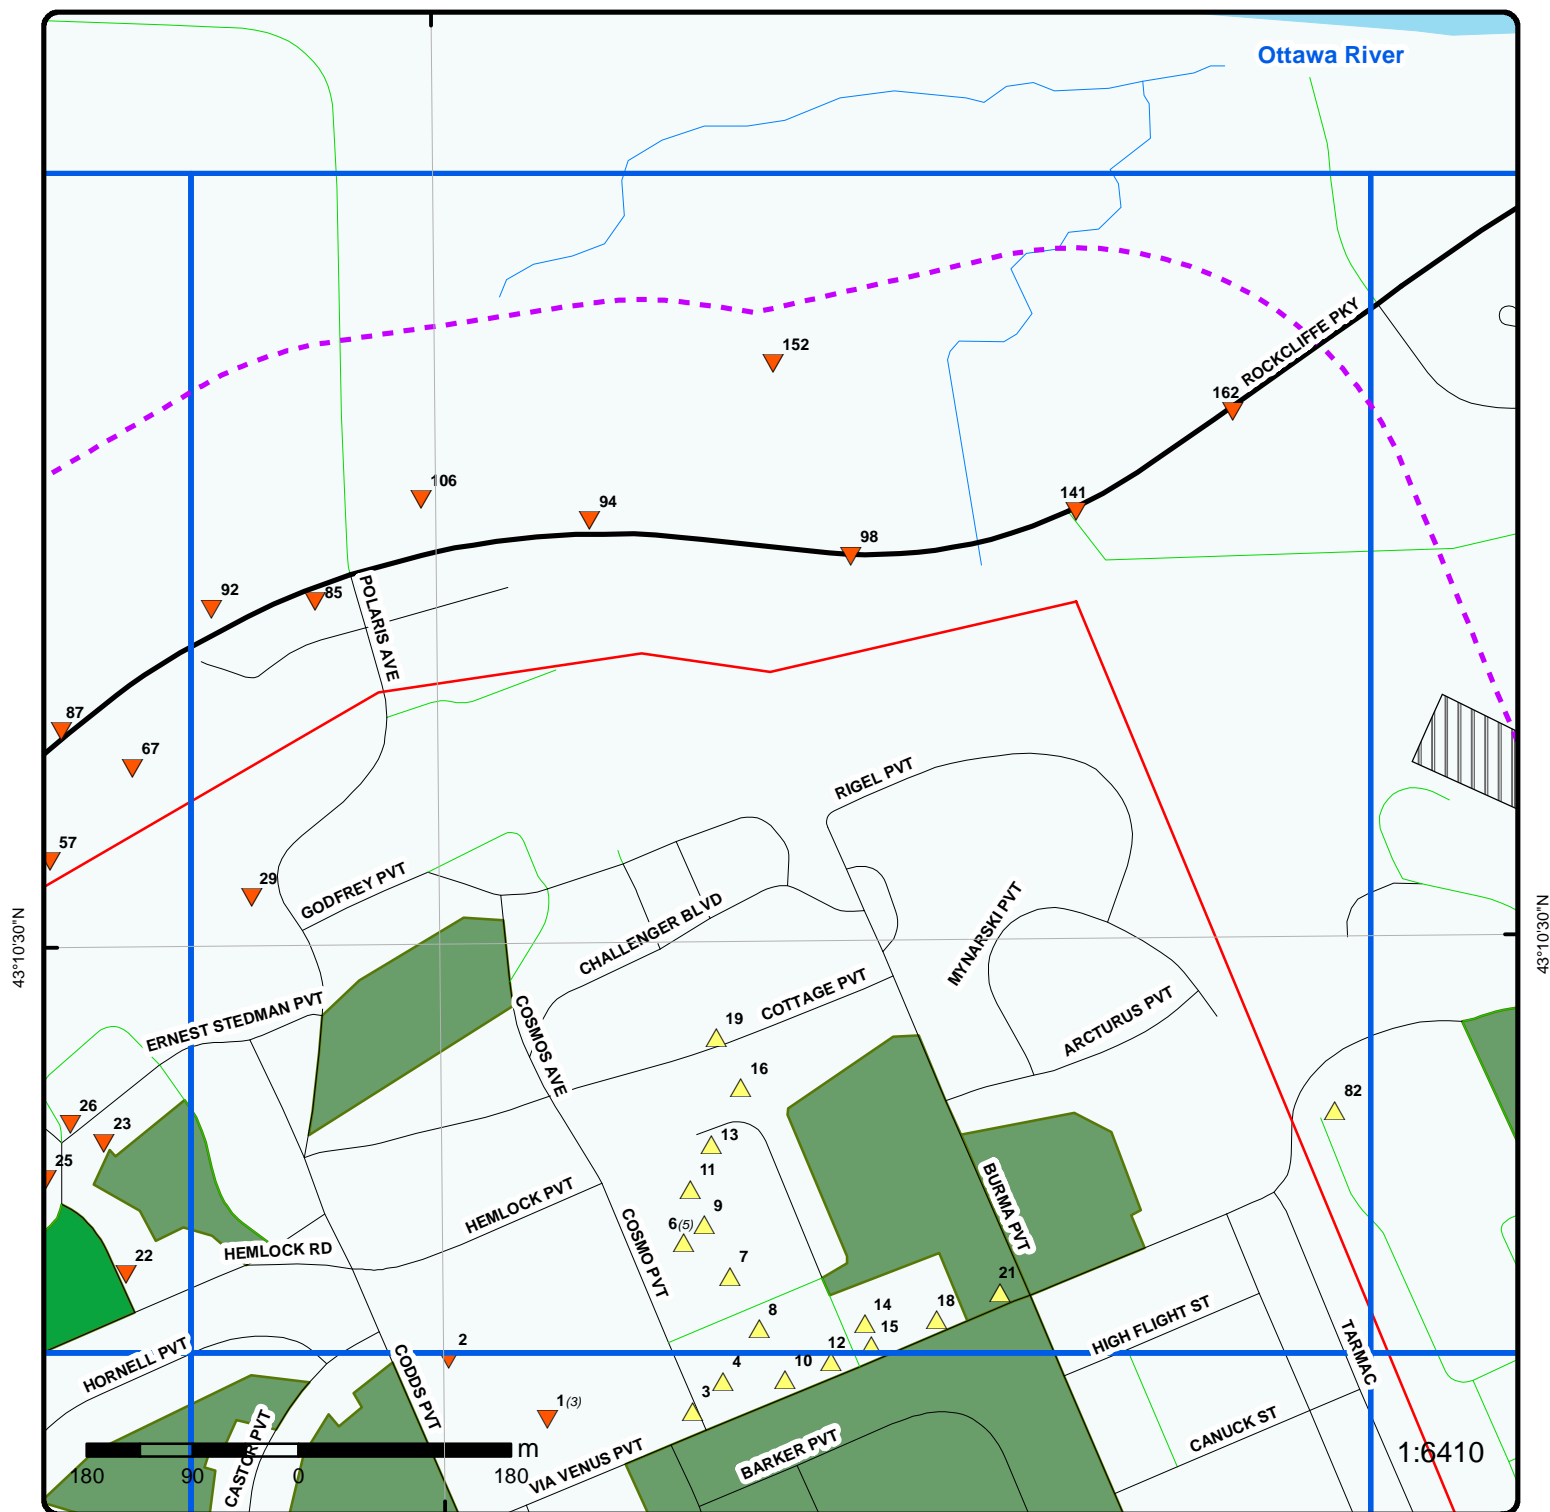 Ottawa River
ROCKCLIFFE PKY
152
162
106
94
141
98
92
85
POLARIS AVE
87
67
57
29
RIGEL PVT
GODFREY PVT
CHALLENGER BLVD
MYNARSKI PVT
43°10'30"N
43°10'30"N
COTTAGE PVT
ERNEST STEDMAN PVT
COSMOS AVE
ARCTURUS PVT
19
16
82
26
23
13
25
11
HEMLOCK PVT
BURMA PVT
9
6 (5)
COSMO PVT
HEMLOCK RD
22
7
21
8
14
18
15
HIGH FLIGHT ST
2
12
TARMAC
HORNELL PVT
CODDS PVT
4
10
3
1 (3)
CANUCK ST
CASTOR PVT
VIA VENUS PVT
BARKER PVT
m
1:6410
180 90 0 180